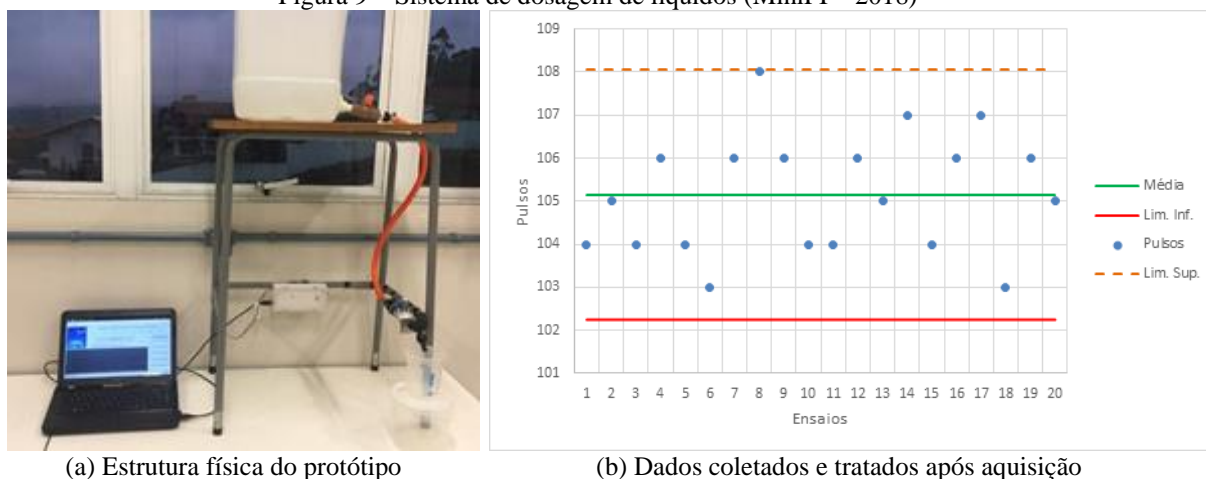 Figura 9 – Sistema de dosagem de líquidos (MiniPI – 2018)
109
108
107
106
105
104
103
102
101
Pulsos
1 2 3 4 5 6 7 8 9 10 11 12 13 14 15 16 17 18 19 20
Ensaios
Média
Lim. Inf.
Pulsos
Lim. Sup.
(a) Estrutura física do protótipo
(b) Dados coletados e tratados após aquisição